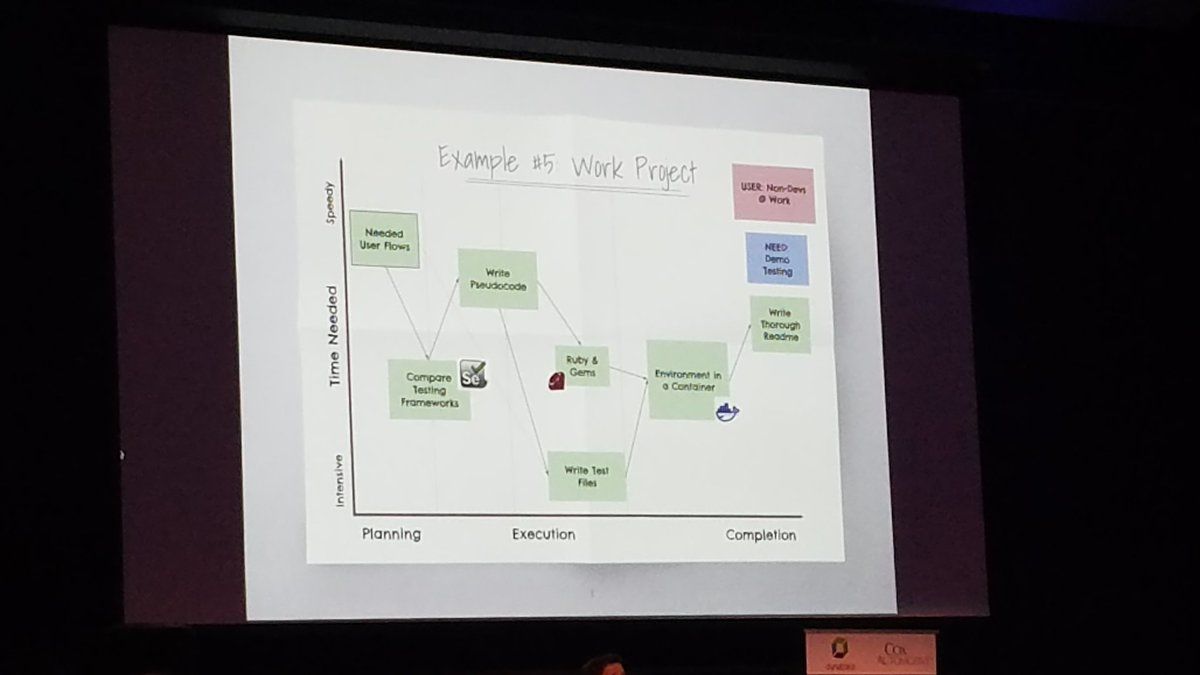 Example #5: Work Project
USER: Non-Devs
@ Work
NEED
Demo
Testing
Speedy
Time Needed
Intensive
Needed
User Flows
Write
Pseudocode
Compare
Testing
Frameworks
Se
Ruby &
Gems
Write Test
Files
Environment in
a Container
Write
Thorough
Readme
Planning
Execution
Completion
COX
AUTOMOTIVE